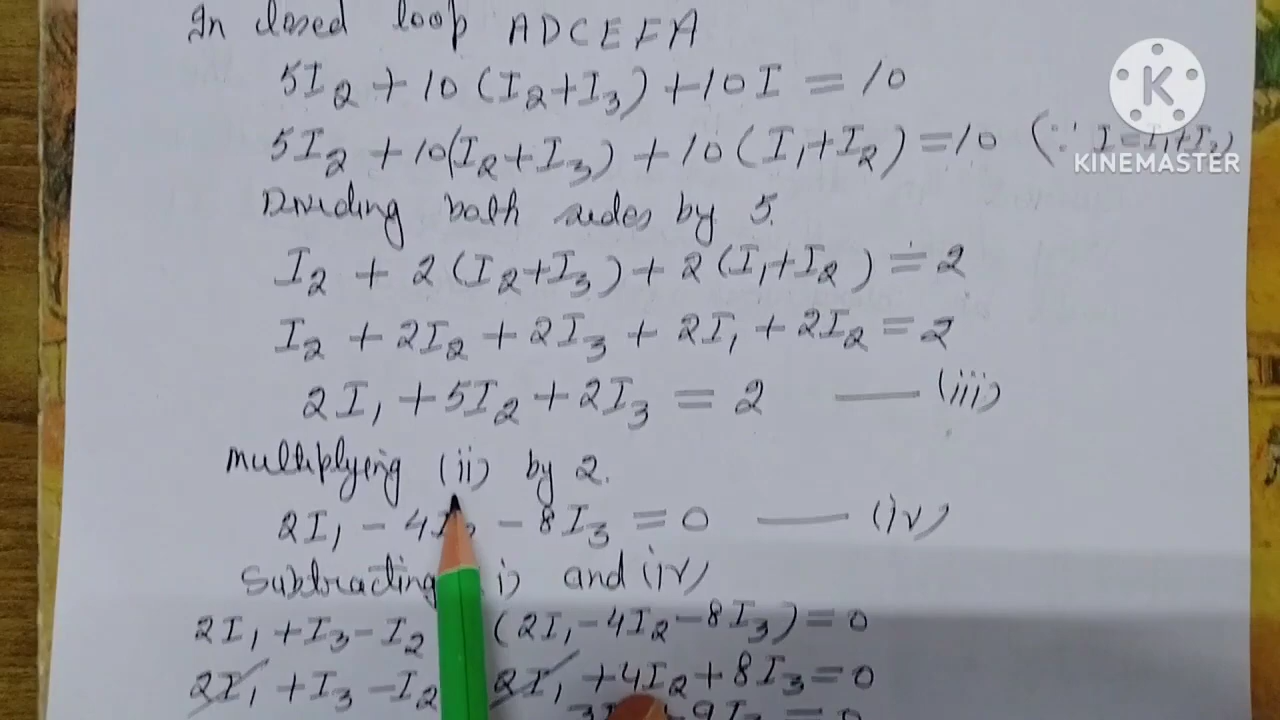 In closed loop ADCEFA
5I₂ + 10 (I₂+I₃) + 10I = 10
5I₂ + 10(I₂+I₃) + 10 (I₁+I₂) = 10 (∵ I = I₁+I₂)
Dividing both sides by 5.
I₂ + 2 (I₂+I₃) + 2 (I₁+I₂) = 2
I₂ + 2I₂ + 2I₃ + 2I₁ + 2I₂ = 2
2I₁ + 5I₂ + 2I₃ = 2 — (iii)
Multiplying (ii) by 2.
2I₁ - 4I₂ - 8I₃ = 0 — (iv)
Subtracting i) and (iv)
2I₁ + I₃ - I₂ (2I₁ - 4I₂ - 8I₃) = 0
2I₁ + I₃ - I₂ 2I₁ + 4I₂ + 8I₃ = 0
K
KINEMASTER